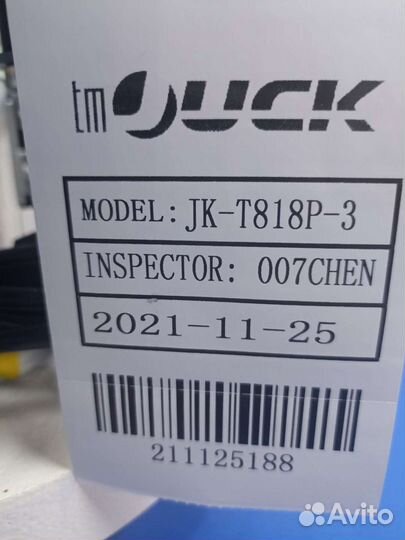 tm JUCK
MODEL: JK-T818P-3
INSPECTOR: 007CHEN
2021-11-25
211125188
Avito